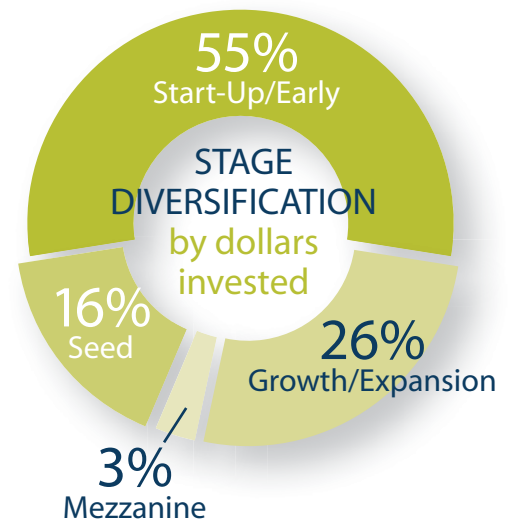 55%
Start-Up/Early
STAGE
DIVERSIFICATION
by dollars
invested
16%
Seed
26%
Growth/Expansion
3%
Mezzanine